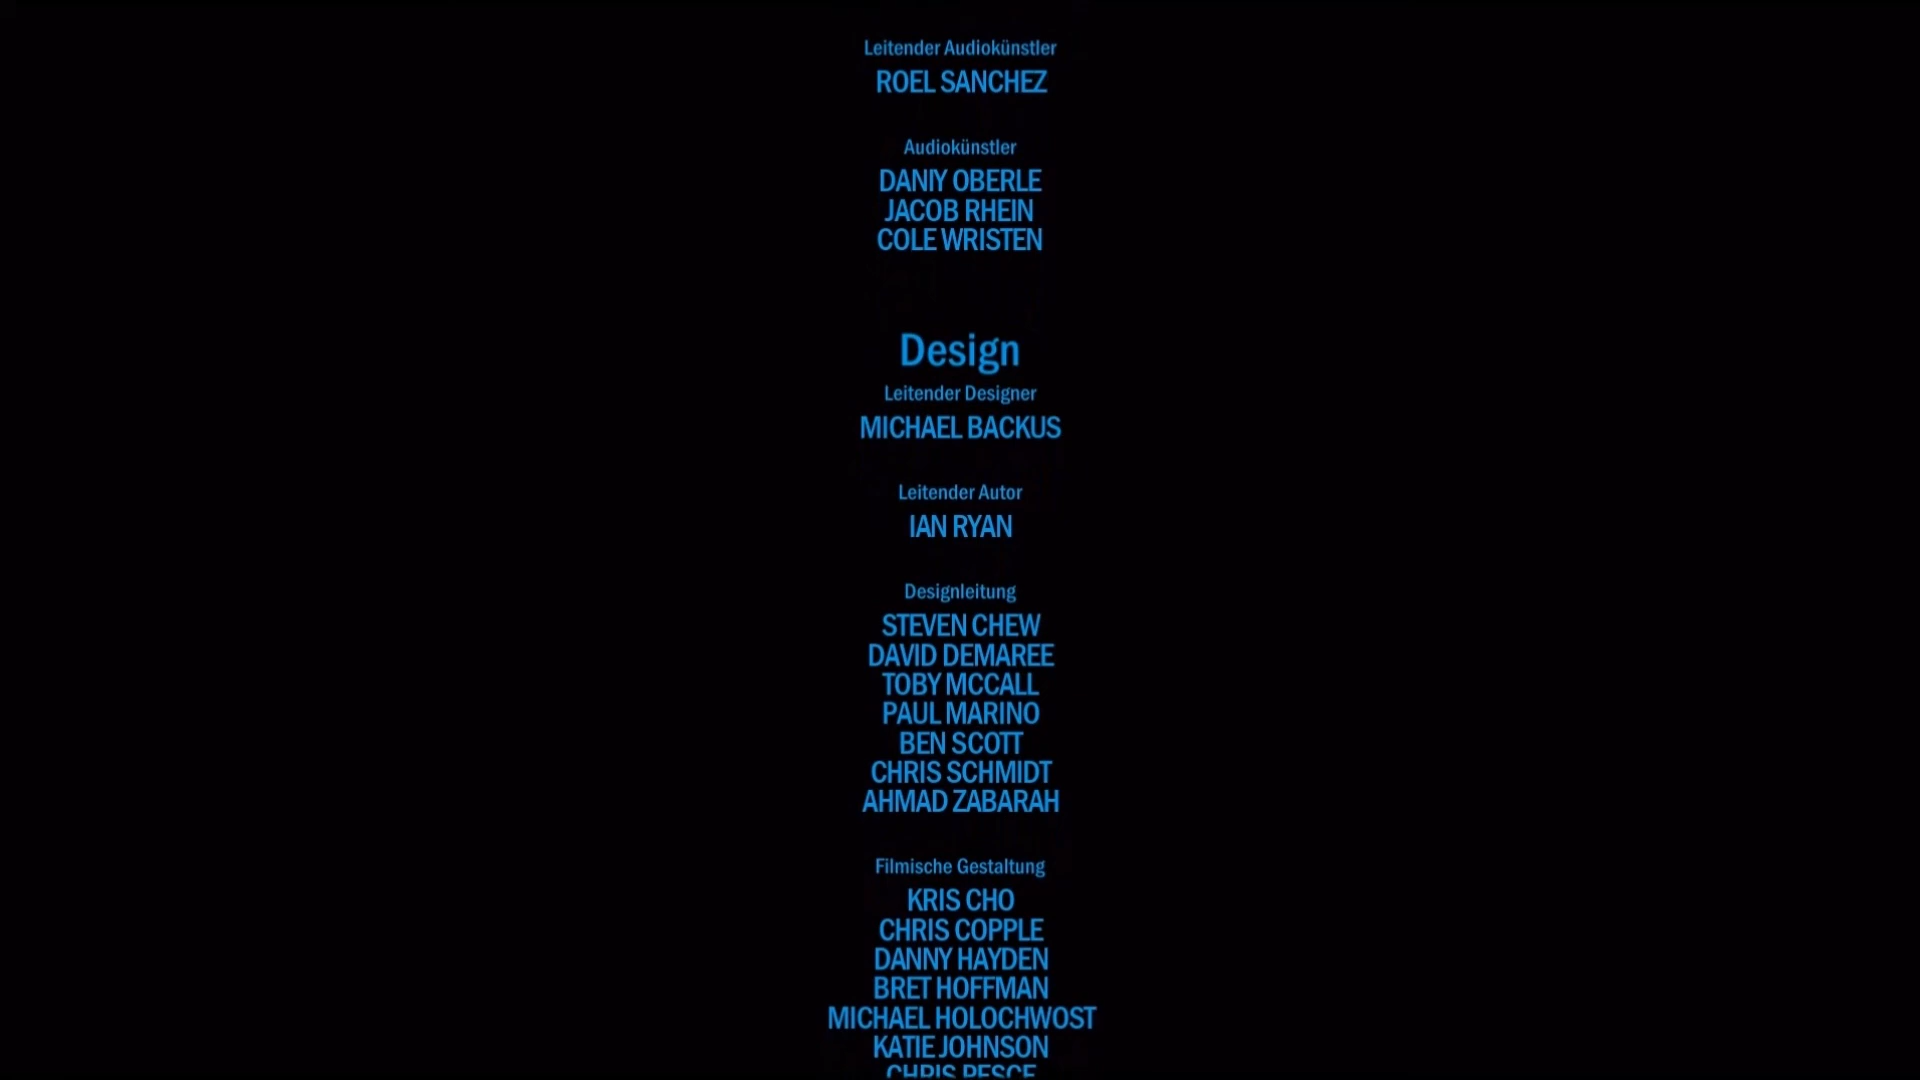 Leitender Audiokünstler
ROEL SANCHEZ
Audiokünstler
DANIY OBERLE
JACOB RHEIN
COLE WRISTEN
Design
Leitender Designer
MICHAEL BACKUS
Leitender Autor
IAN RYAN
Designleitung
STEVEN CHEW
DAVID DEMAREE
TOBY MCCALL
PAUL MARINO
BEN SCOTT
CHRIS SCHMIDT
AHMAD ZABARAH
Filmische Gestaltung
KRIS CHO
CHRIS COPPLE
DANNY HAYDEN
BRET HOFFMAN
MICHAEL HOLOCHWOST
KATIE JOHNSON
CHRIS PESCE